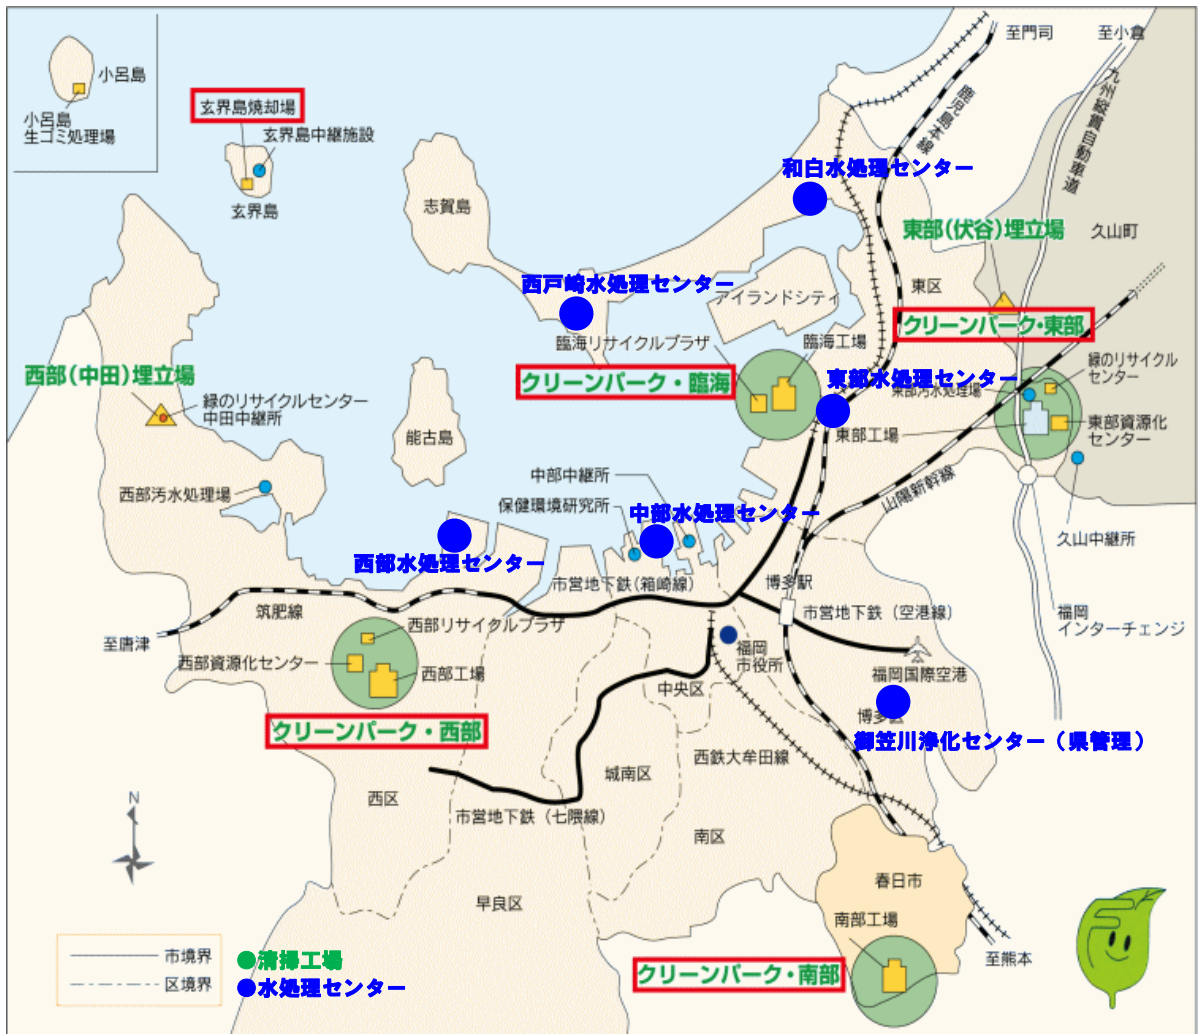 至門司
至小倉
小呂島
小呂島
生ゴミ処理場
玄界島焼却場
玄界島中継施設
玄界島
鹿児島本線
九州縦貫自動車道
和白水処理センター
志賀島
東部(伏谷)埋立場
久山町
西戸崎水処理センター
アイランドシティ
東区
クリーンパーク・東部
臨海リサイクルプラザ
臨海工場
緑のリサイクル
センター
西部(中田)埋立場
クリーンパーク・臨海
東部水処理センター
東部汚水処理場
緑のリサイクルセンター
中田中継所
能古島
東部工場
東部資源化
センター
中部中継所
山陽新幹線
西部汚水処理場
保健環境研究所
中部水処理センター
久山中継所
西部水処理センター
市営地下鉄(箱崎線)
博多駅
筑肥線
市営地下鉄(空港線)
福岡
インターチェンジ
至唐津
西部リサイクルプラザ
福岡
市役所
西部資源化センター
西部工場
福岡国際空港
中央区
クリーンパーク・西部
博多
御笠川浄化センター(県管理)
西鉄大牟田線
城南区
N
西区
市営地下鉄(七隈線)
南区
春日市
早良区
南部工場
市境界
●清掃工場
至熊本
クリーンパーク・南部
区境界
●水処理センター